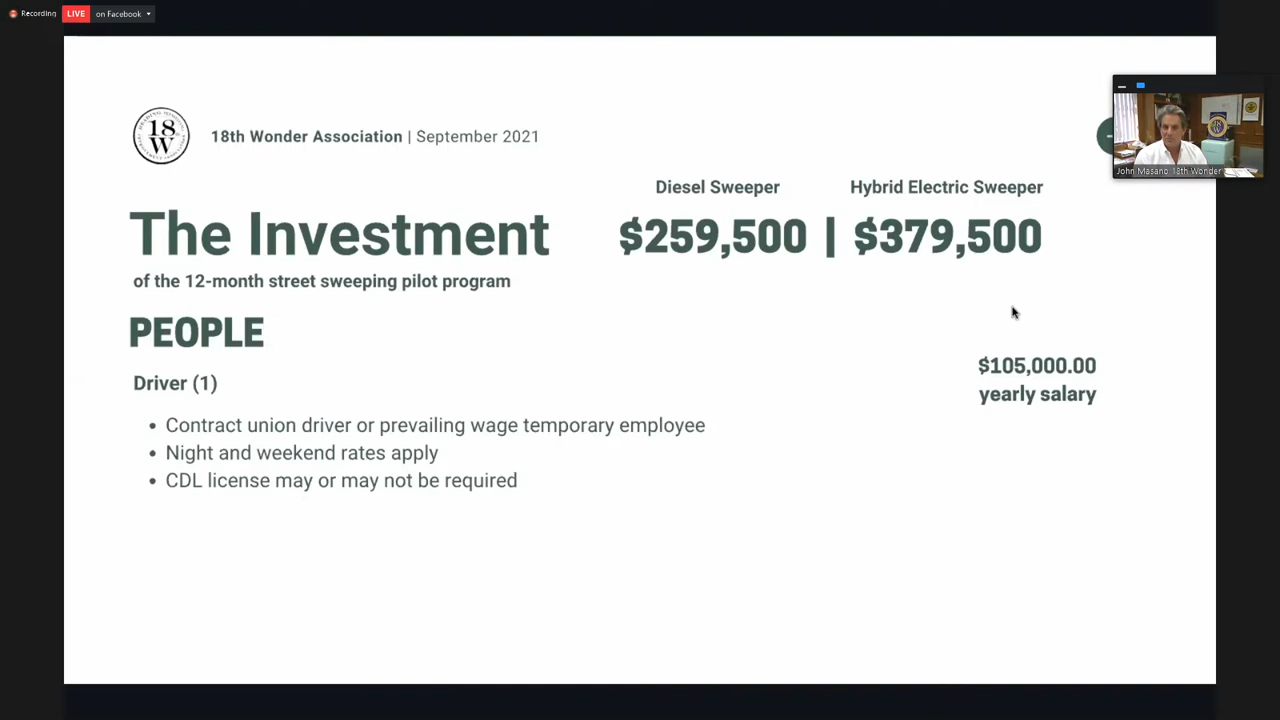 Recording
LIVE on Facebook
18
W
18th Wonder Association | September 2021
John Masano 18th Wonder
Diesel Sweeper
Hybrid Electric Sweeper
The Investment
$259,500 | $379,500
of the 12-month street sweeping pilot program
PEOPLE
$105,000.00
yearly salary
Driver (1)
• Contract union driver or prevailing wage temporary employee
• Night and weekend rates apply
• CDL license may or may not be required